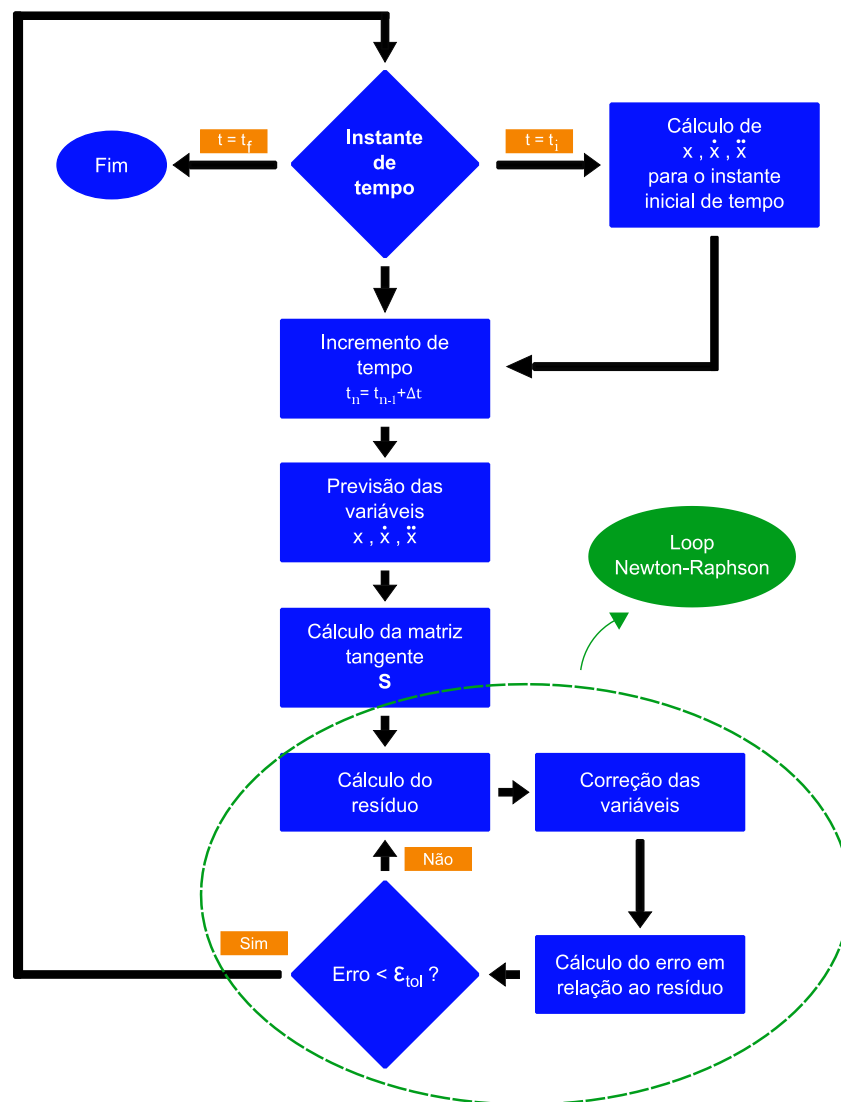 Instante
de
tempo
t = t_f
Fim
t = t_i
Cálculo de
x , ẋ , ẍ
para o instante
inicial de tempo
Incremento de
tempo
t_n= t_n-1+Δt
Previsão das
variáveis
x , ẋ , ẍ
Loop
Newton-Raphson
Cálculo da matriz
tangente
S
Cálculo do
resíduo
Correção das
variáveis
Não
Sim
Erro < ε_tol ?
Cálculo do erro em
relação ao resíduo